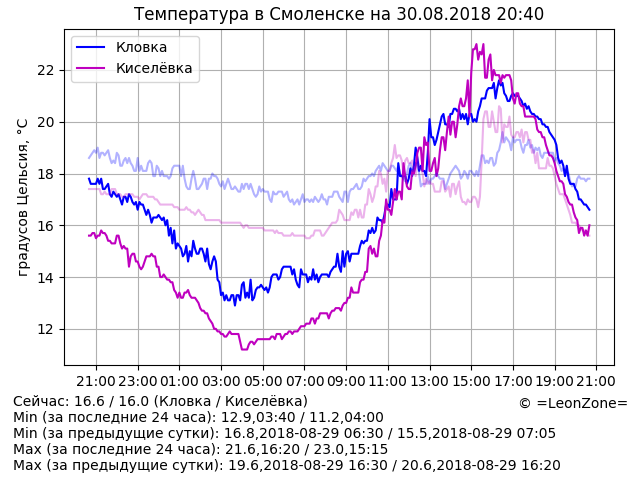 Температура в Смоленске на 30.08.2018 20:40
Кловка
Киселёвка
градусов Цельсия, °C
22
20
18
16
14
12
21:00 23:00 01:00 03:00 05:00 07:00 09:00 11:00 13:00 15:00 17:00 19:00 21:00
Сейчас: 16.6 / 16.0 (Кловка / Киселёвка)
© =LeonZone=
Min (за последние 24 часа): 12.9,03:40 / 11.2,04:00
Min (за предыдущие сутки): 16.8,2018-08-29 06:30 / 15.5,2018-08-29 07:05
Max (за последние 24 часа): 21.6,16:20 / 23.0,15:15
Max (за предыдущие сутки): 19.6,2018-08-29 16:30 / 20.6,2018-08-29 16:20